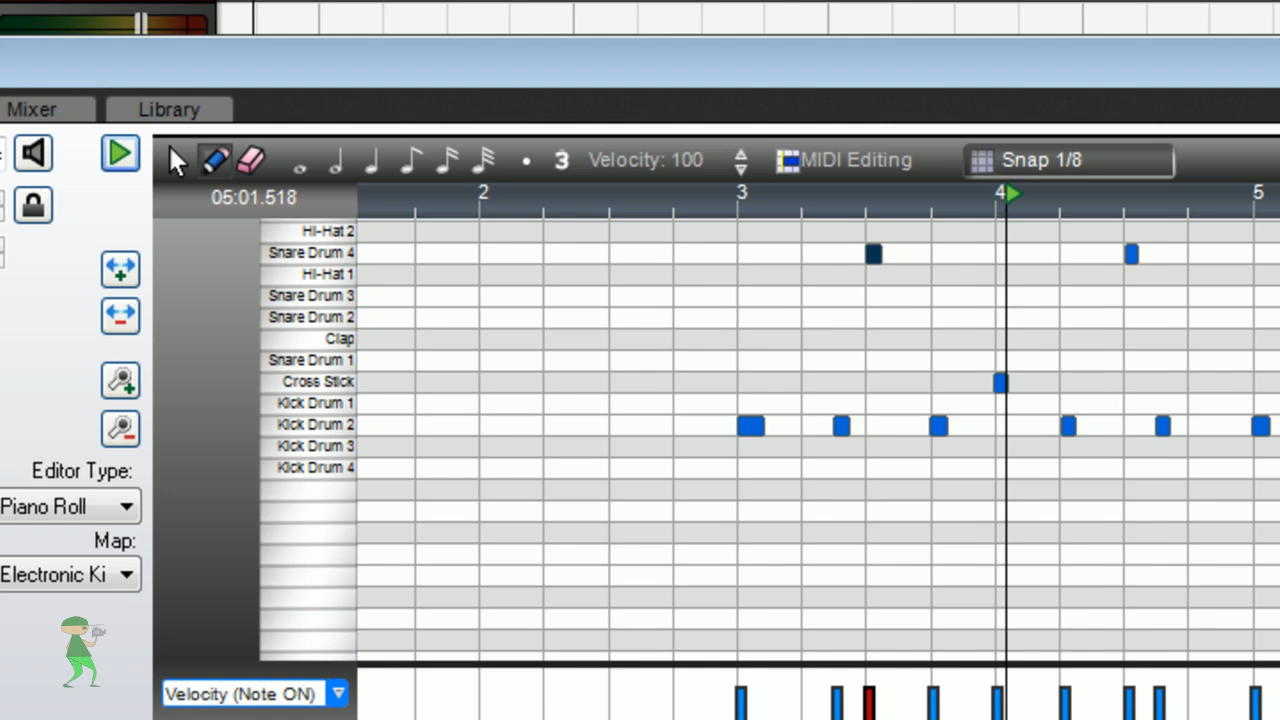 Mixer
Library
3
Velocity: 100
MIDI Editing
Snap 1/8
05:01.518
2
3
4
5
Hi-Hat 2
Snare Drum 4
Hi-Hat 1
Snare Drum 3
Snare Drum 2
Clap
Snare Drum 1
Cross Stick
Kick Drum 1
Kick Drum 2
Kick Drum 3
Kick Drum 4
Editor Type:
Piano Roll
Map:
Electronic Ki
Velocity (Note ON)